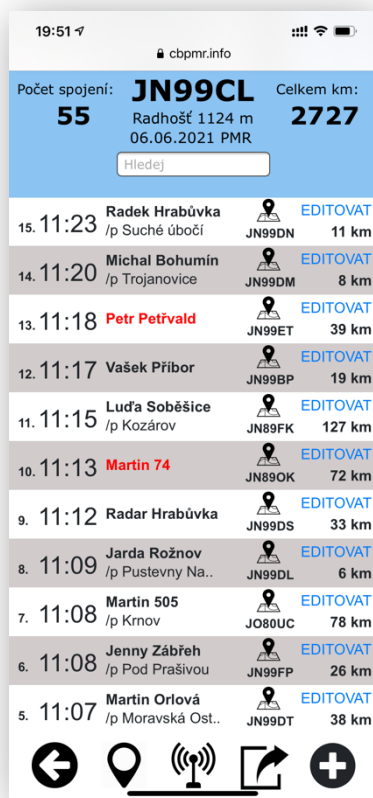 19:51
cbpmr.info
Počet spojení:
55
JN99CL
Radhošť 1124 m
06.06.2021 PMR
Celkem km:
2727
Hledej
15. 11:23 Radek Hrabůvka
/p Suché úbočí
JN99DN
EDITOVAT
11 km
14. 11:20 Michal Bohumín
/p Trojanovice
JN99DM
EDITOVAT
8 km
13. 11:18 Petr Petřvald
JN99ET
EDITOVAT
39 km
12. 11:17 Vašek Příbor
JN99BP
EDITOVAT
19 km
11. 11:15 Luďa Soběšice
/p Kozárov
JN89FK
EDITOVAT
127 km
10. 11:13 Martin 74
JN89OK
EDITOVAT
72 km
9. 11:12 Radar Hrabůvka
JN99DS
EDITOVAT
33 km
8. 11:09 Jarda Rožnov
/p Pustevny Na..
JN99DL
EDITOVAT
6 km
7. 11:08 Martin 505
/p Krnov
JO80UC
EDITOVAT
78 km
6. 11:08 Jenny Zábřeh
/p Pod Prašivou
JN99FP
EDITOVAT
26 km
5. 11:07 Martin Orlová
/p Moravská Ost..
JN99DT
EDITOVAT
38 km